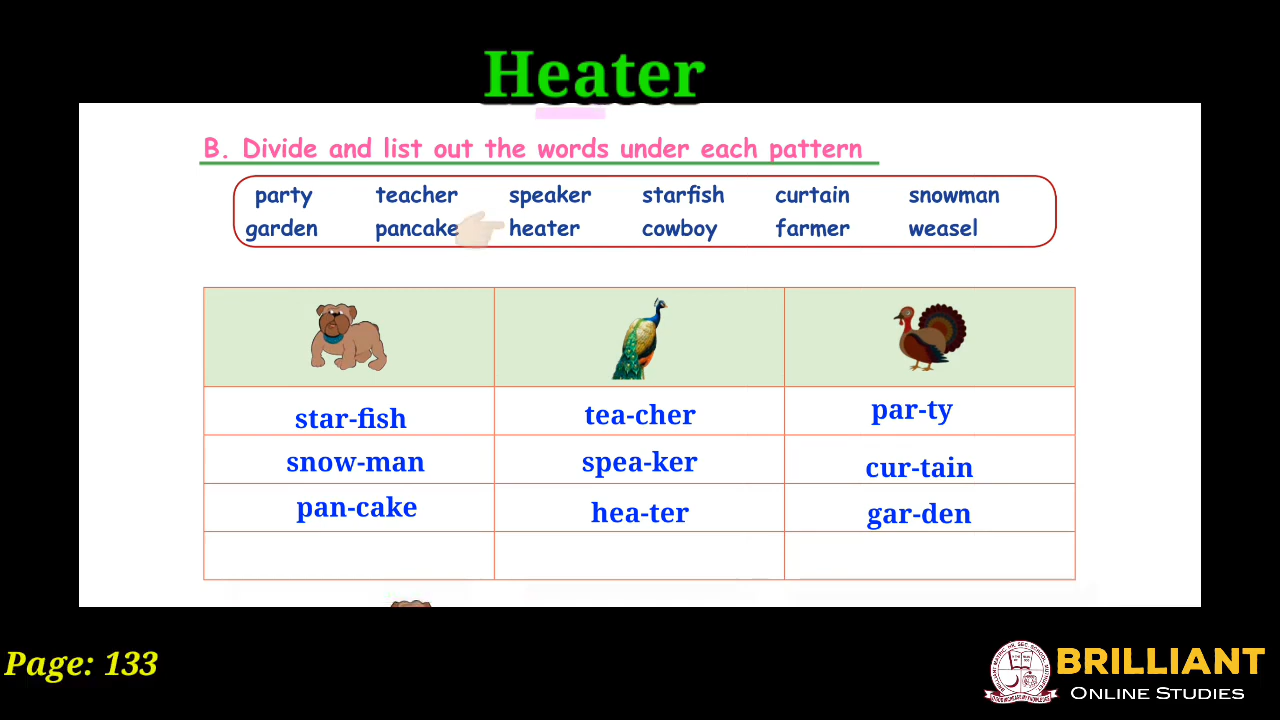 Heater
B. Divide and list out the words under each pattern
party teacher speaker starfish curtain snowman
garden pancake heater cowboy farmer weasel
star-fish tea-cher par-ty
snow-man spea-ker cur-tain
pan-cake hea-ter gar-den
Page: 133
BRILLIANT
ONLINE STUDIES